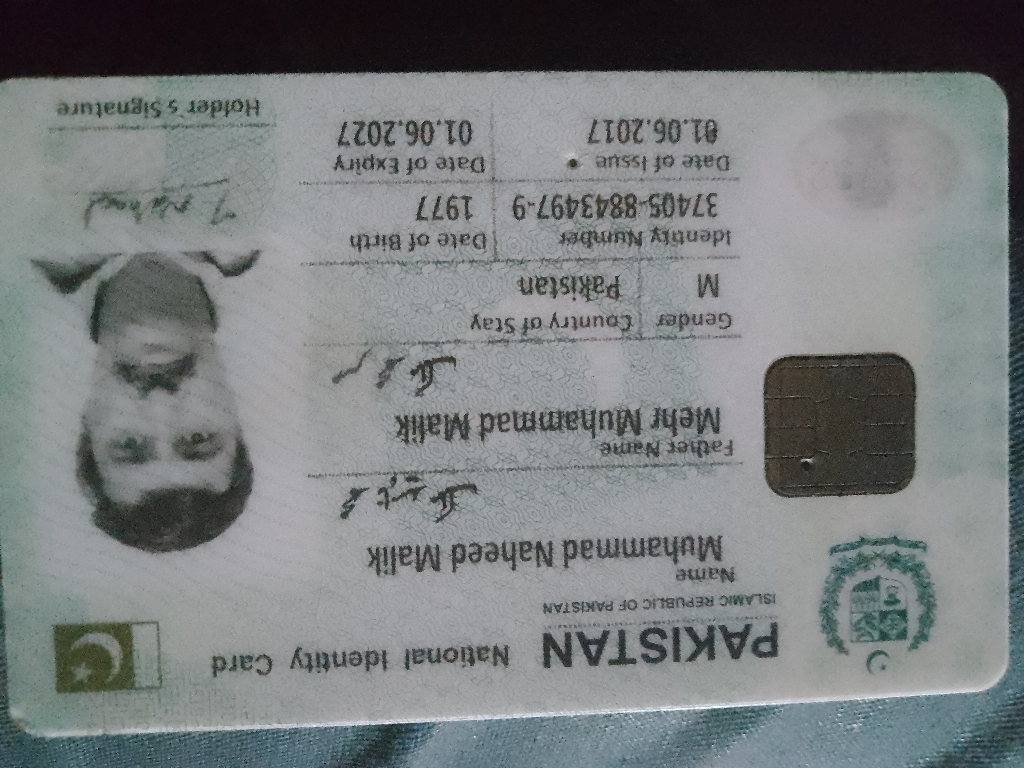 PAKISTAN National Identity Card
ISLAMIC REPUBLIC OF PAKISTAN
Name
Muhammad Naheed Malik
Father Name
Mehr Muhammad Malik
Gender Country of Stay
M Pakistan
Identity Number Date of Birth
37405-8843497-9 1977
Date of Issue Date of Expiry
01.06.2017 01.06.2027
Holder's Signature